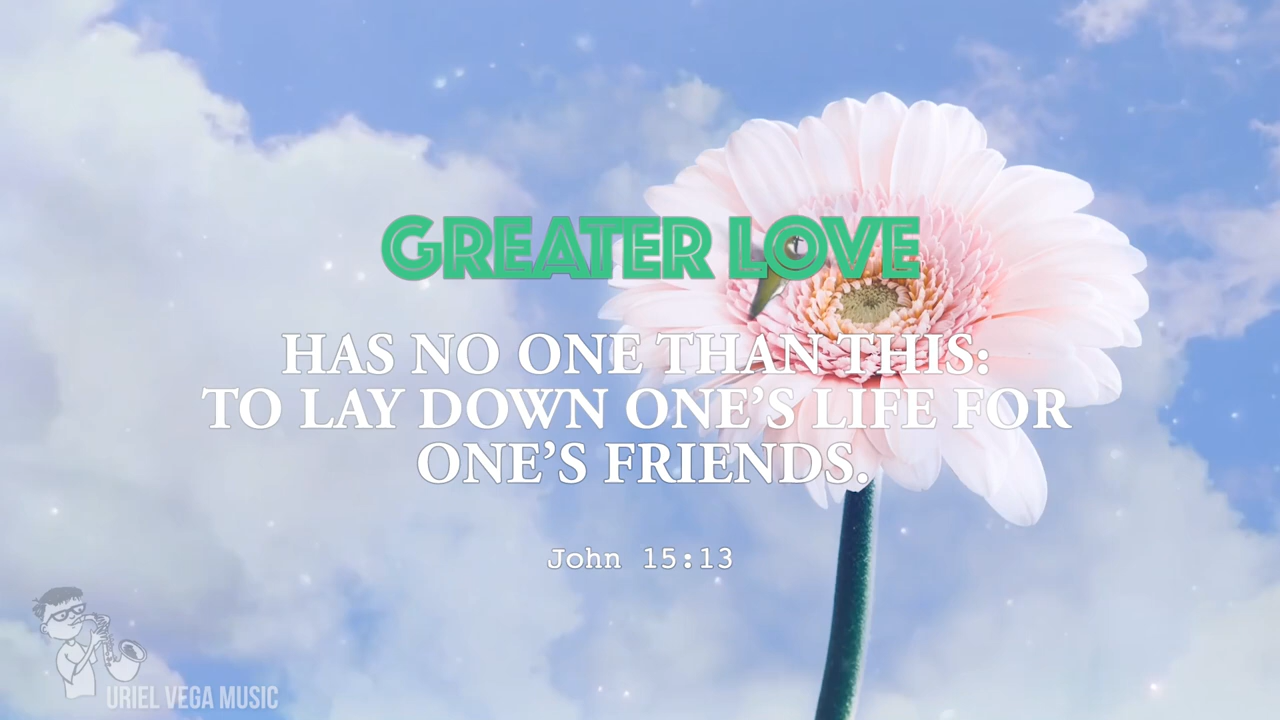 GREATER LOVE
HAS NO ONE THAN THIS:
TO LAY DOWN ONE’S LIFE FOR
ONE’S FRIENDS.
John 15:13
URIEL VEGA MUSIC